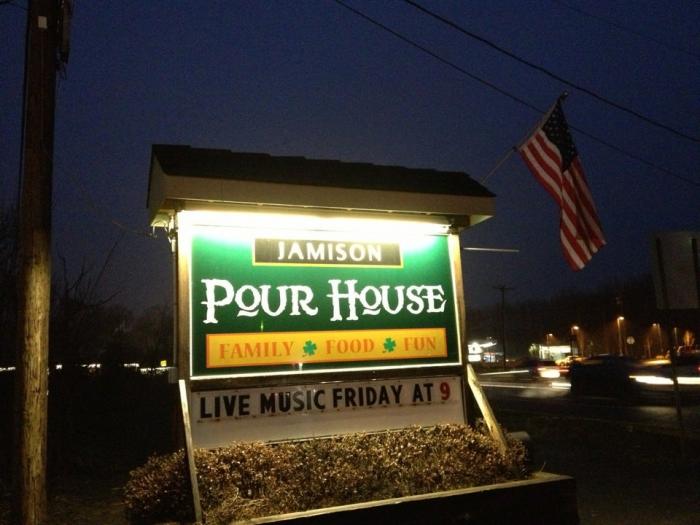 JAMISON
POUR HOUSE
FAMILY FOOD FUN
LIVE MUSIC FRIDAY AT 9